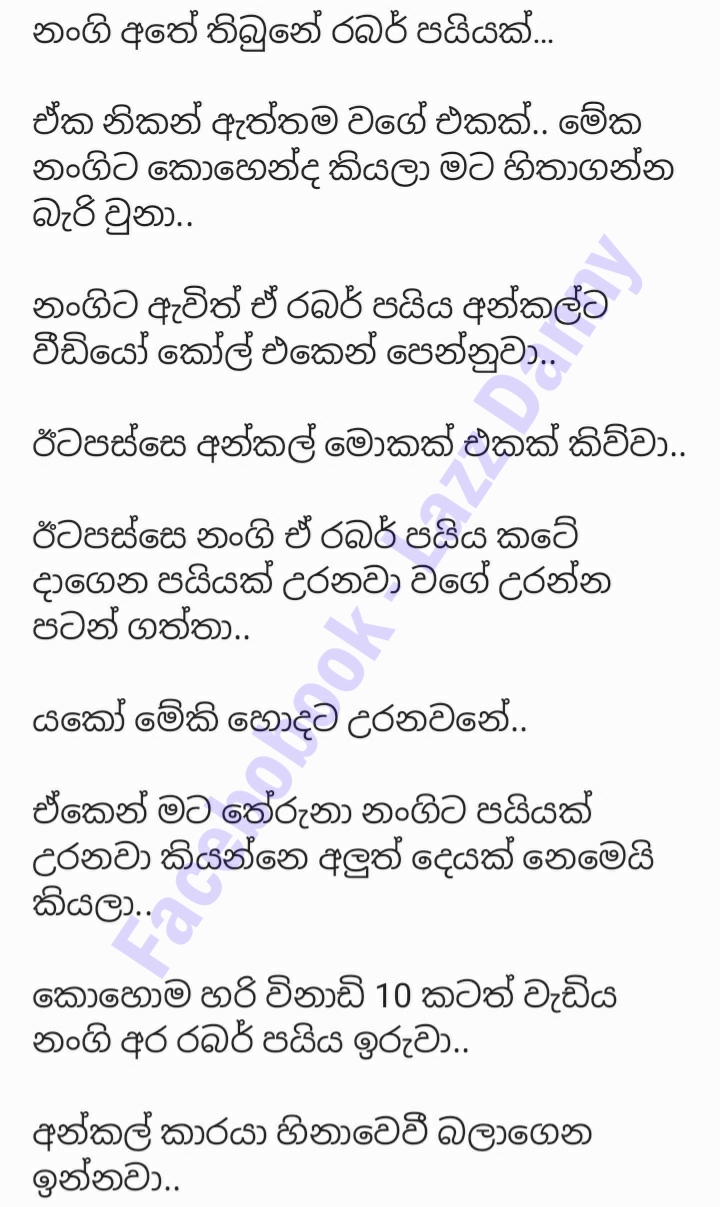 නංගි අතේ තිබුනේ රබර් පයියක්...
ඒක නිකන් ඇත්තම වගේ එකක්.. මේක
නංගිට කොහෙන්ද කියලා මට හිතාගන්න
බැරි වුනා..
නංගිට ඇවිත් ඒ රබර් පයිය අන්කල්ට
වීඩියෝ කෝල් එකෙන් පෙන්නුවා..
ඊටපස්සෙ අන්කල් මොකක් එකක් කිව්වා..
ඊටපස්සෙ නංගි ඒ රබර් පයිය කටේ
දාගෙන පයියක් උරනවා වගේ උරන්න
පටන් ගත්තා..
යකෝ මේකි හොදට උරනවනේ..
ඒකෙන් මට තේරුනා නංගිට පයියක්
උරනවා කියන්නෙ අලුත් දෙයක් නෙමෙයි
කියලා..
කොහොම හරි විනාඩි 10 කටත් වැඩිය
නංගි අර රබර් පයිය ඉරුවා..
අන්කල් කාරයා හිනාවෙවී බලාගෙන
ඉන්නවා..
Facebobook - Lazz Danny